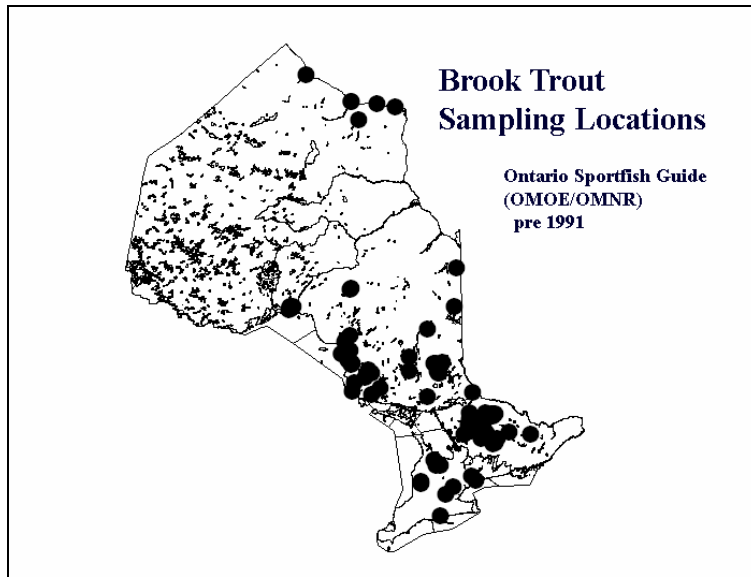 Brook Trout
Sampling Locations
Ontario Sportfish Guide
(OMOE/OMNR)
pre 1991